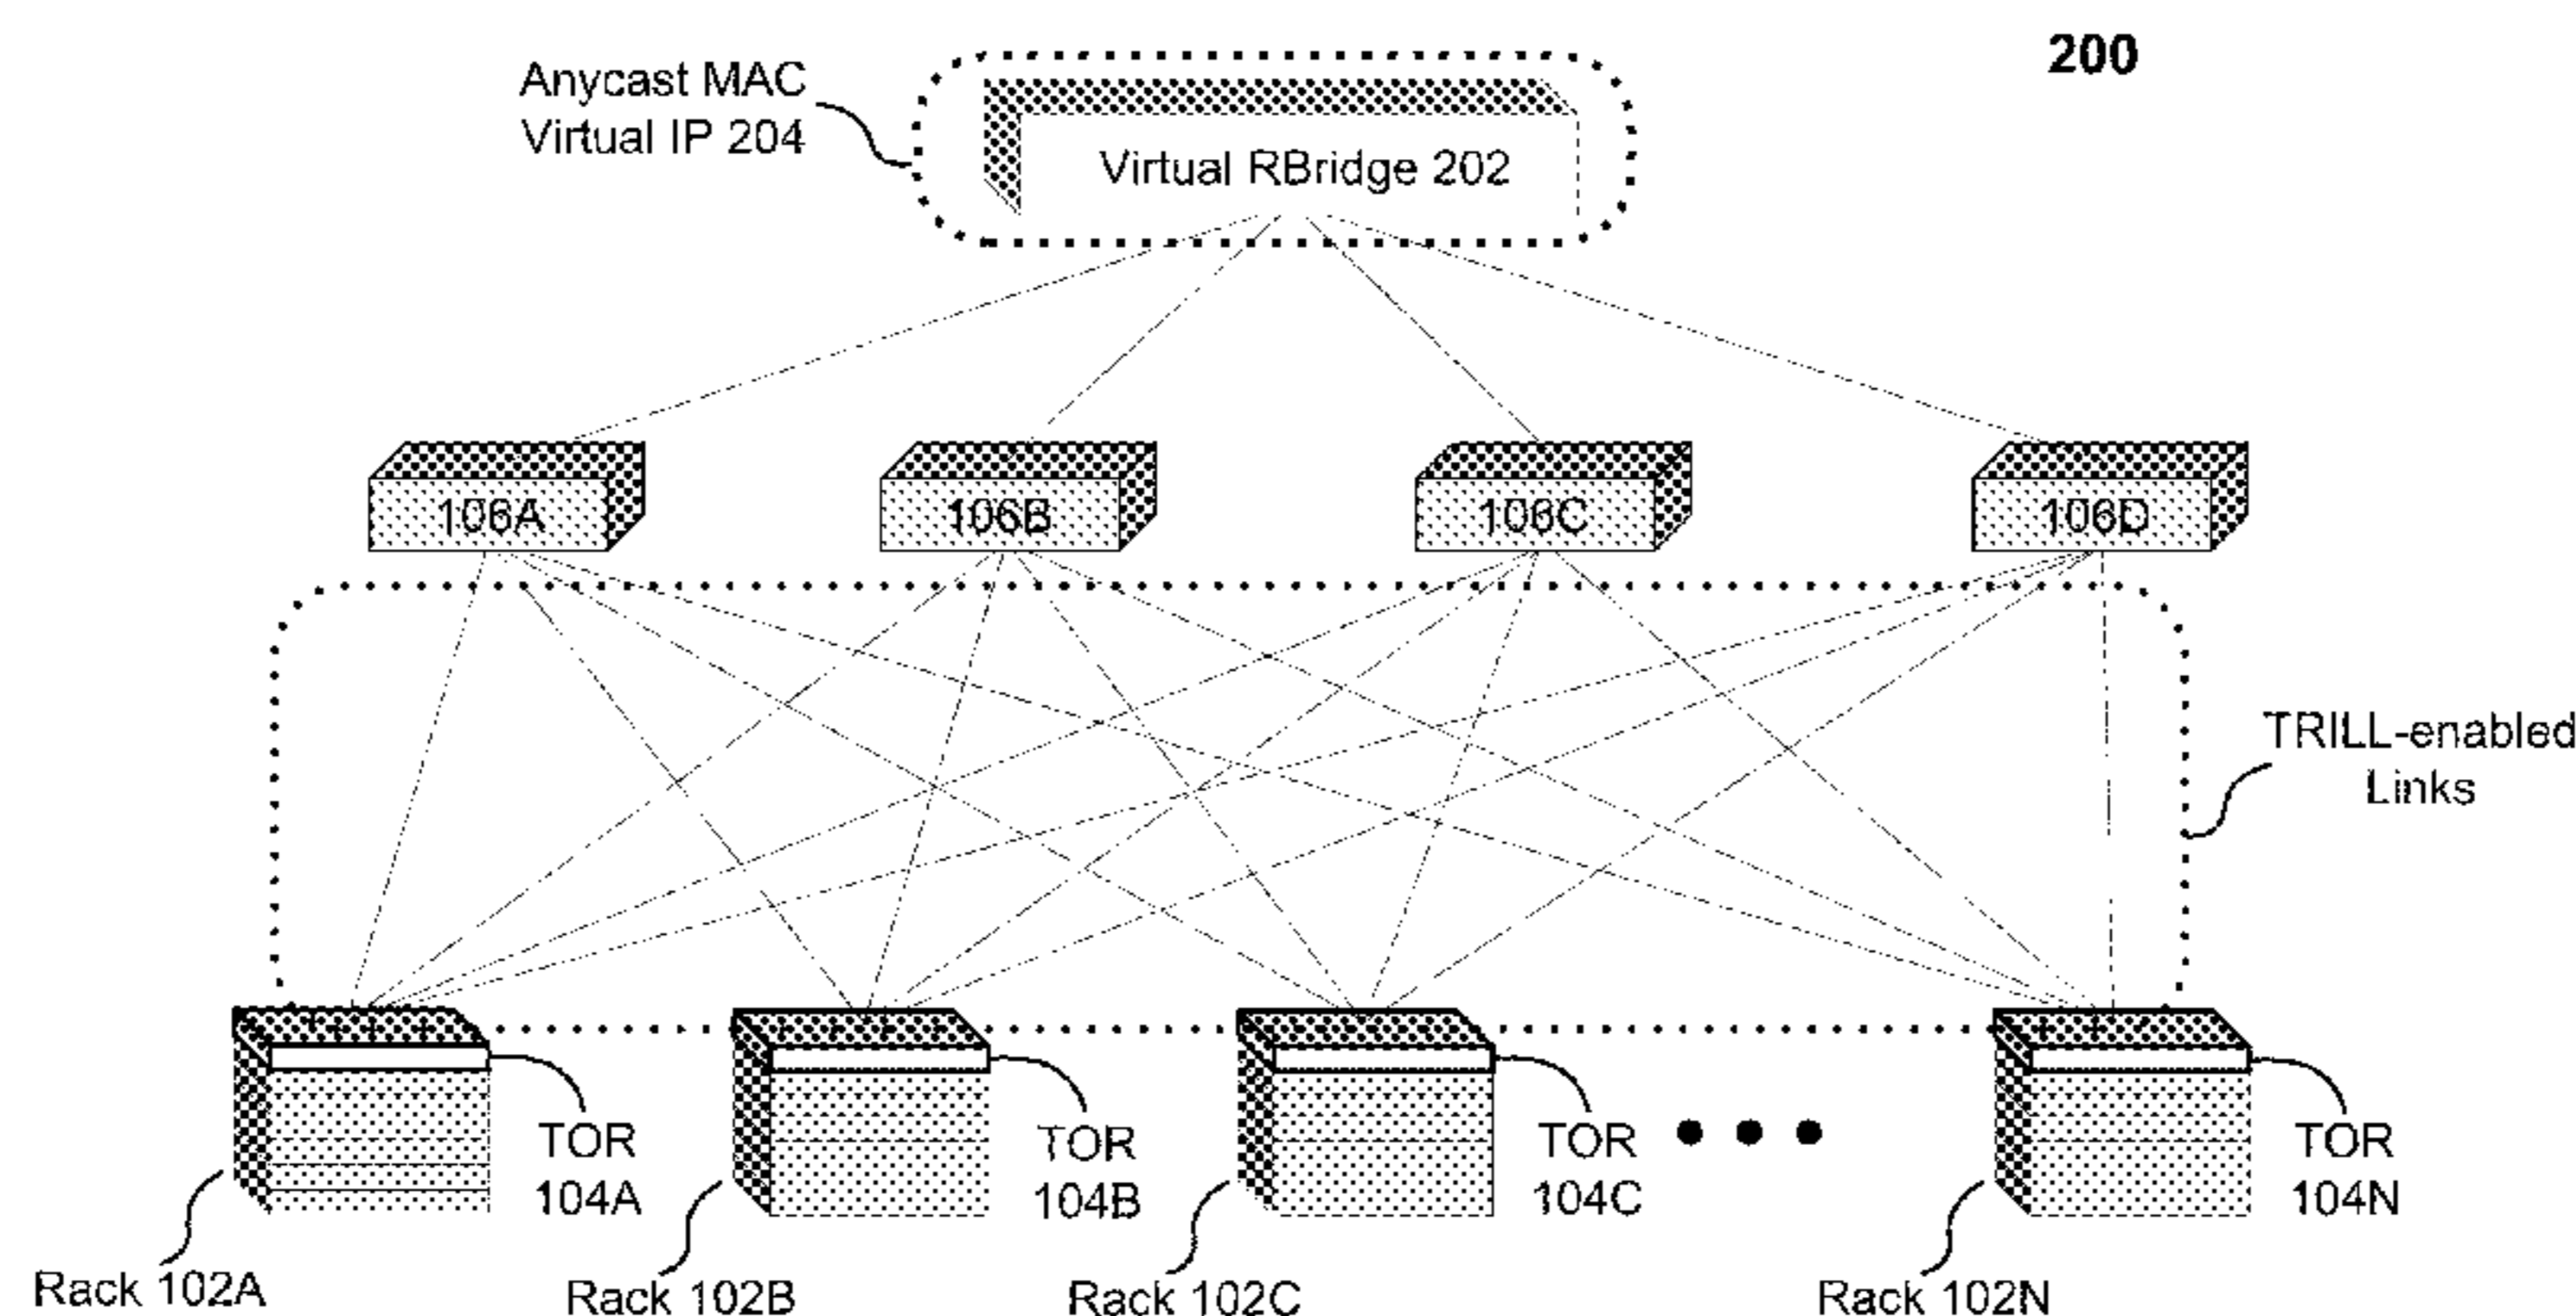 200
Anycast MAC
Virtual IP 204
Virtual RBridge 202
106A
106B
106C
106D
TRILL-enabled
Links
TOR
104A
TOR
104B
TOR
104C
TOR
104N
Rack 102A
Rack 102B
Rack 102C
Rack 102N